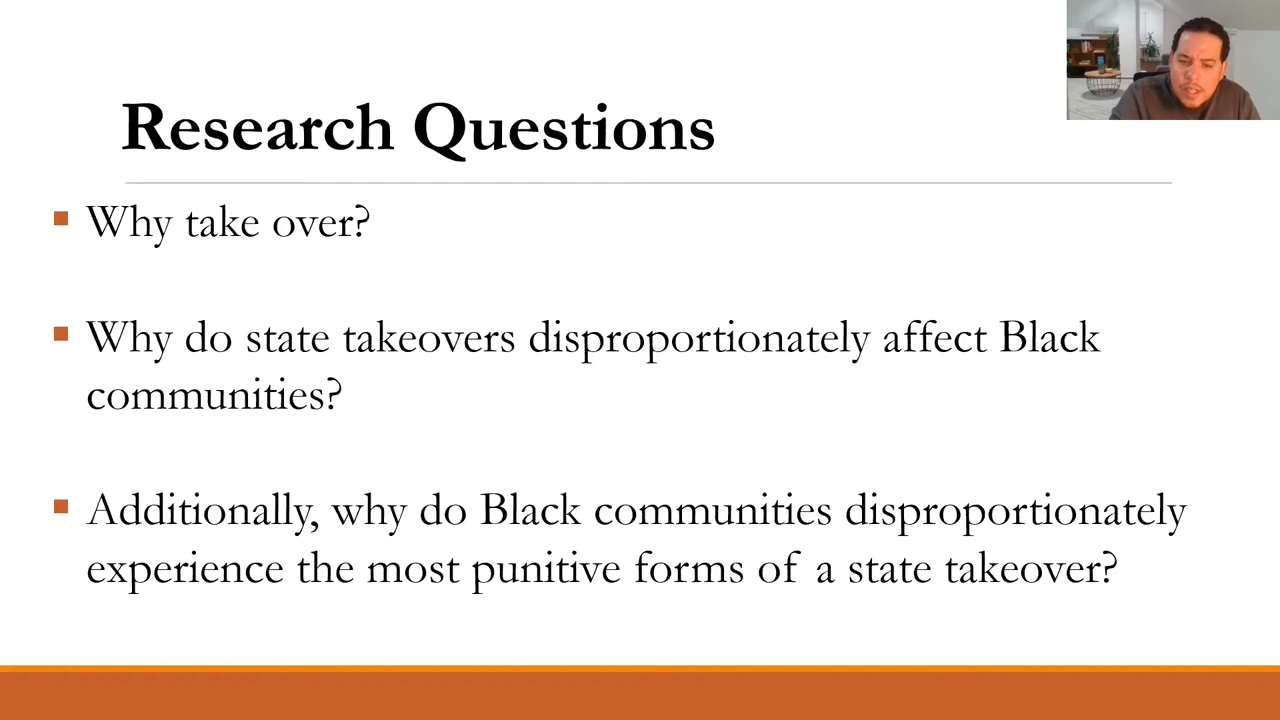 Research Questions
Why take over?
Why do state takeovers disproportionately affect Black
communities?
Additionally, why do Black communities disproportionately
experience the most punitive forms of a state takeover?